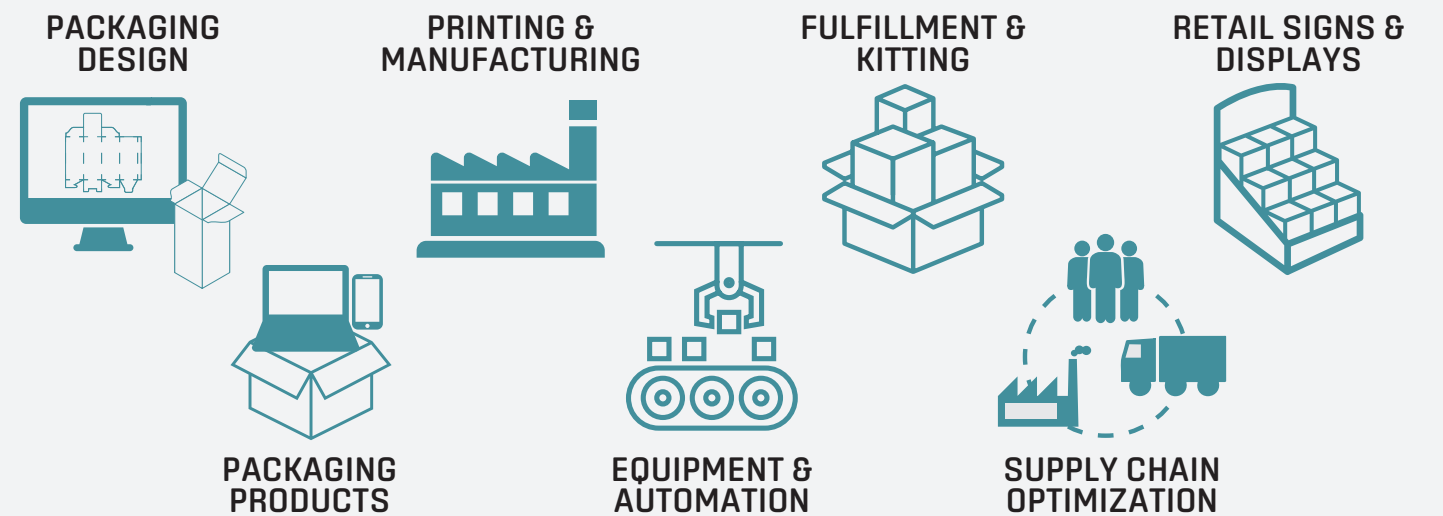 PACKAGING
DESIGN
PRINTING &
MANUFACTURING
FULFILLMENT &
KITTING
RETAIL SIGNS &
DISPLAYS
PACKAGING
PRODUCTS
EQUIPMENT &
AUTOMATION
SUPPLY CHAIN
OPTIMIZATION